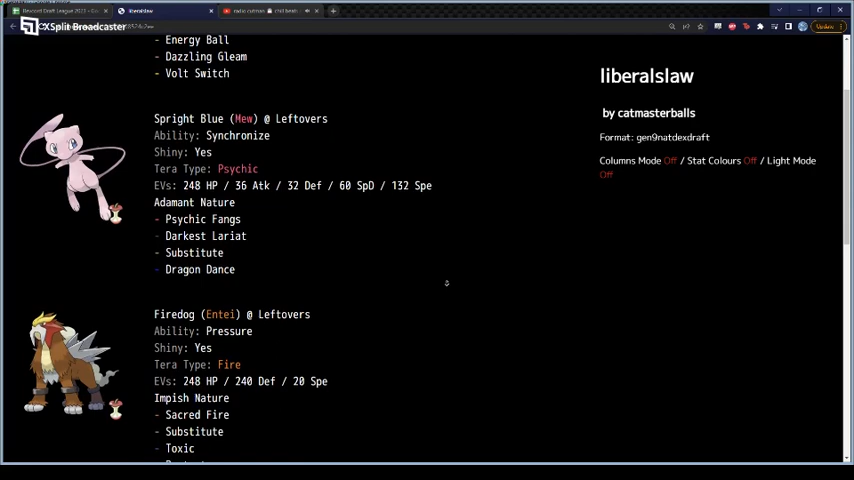 liberalslaw
XSplit Broadcaster
Update
- Energy Ball
- Dazzling Gleam
- Volt Switch
Spright Blue (Mew) @ Leftovers
Ability: Synchronize
Shiny: Yes
Tera Type: Psychic
EVs: 248 HP / 36 Atk / 32 Def / 60 SpD / 132 Spe
Adamant Nature
- Psychic Fangs
- Darkest Lariat
- Substitute
- Dragon Dance
Firedog (Entei) @ Leftovers
Ability: Pressure
Shiny: Yes
Tera Type: Fire
EVs: 248 HP / 240 Def / 20 Spe
Impish Nature
- Sacred Fire
- Substitute
- Toxic
liberalslaw
by catmasterballs
Format: gen9natdexdraft
Columns Mode Off / Stat Colours Off / Light Mode
Off